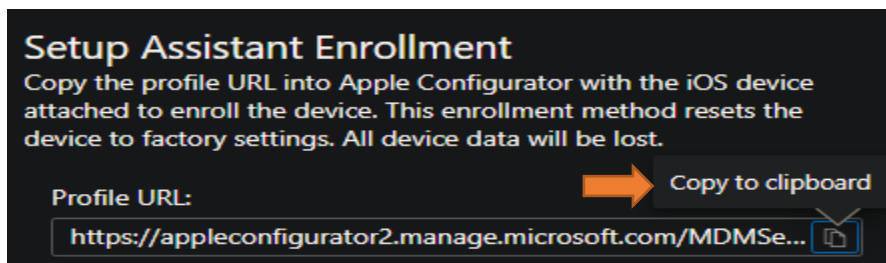 Setup Assistant Enrollment
Copy the profile URL into Apple Configurator with the iOS device
attached to enroll the device. This enrollment method resets the
device to factory settings. All device data will be lost.
Copy to clipboard
Profile URL:
https://appleconfigurator2.manage.microsoft.com/MDMSe...